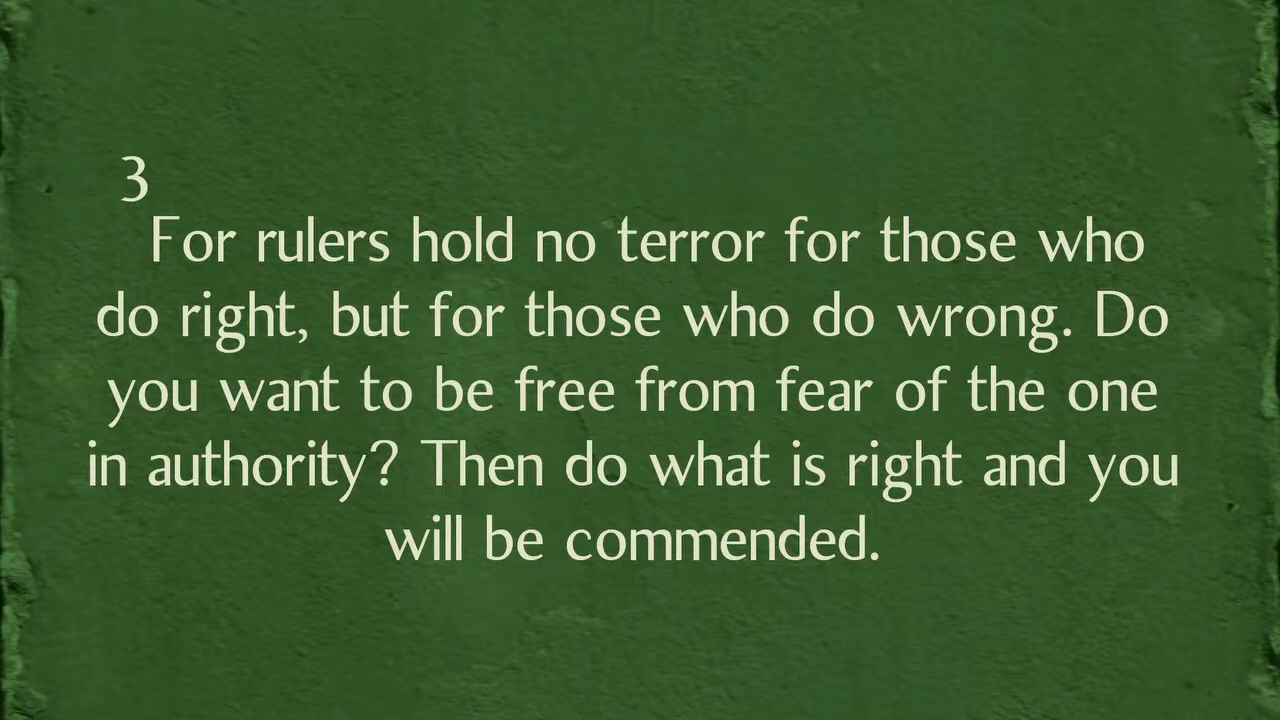 3
For rulers hold no terror for those who
do right, but for those who do wrong. Do
you want to be free from fear of the one
in authority? Then do what is right and you
will be commended.